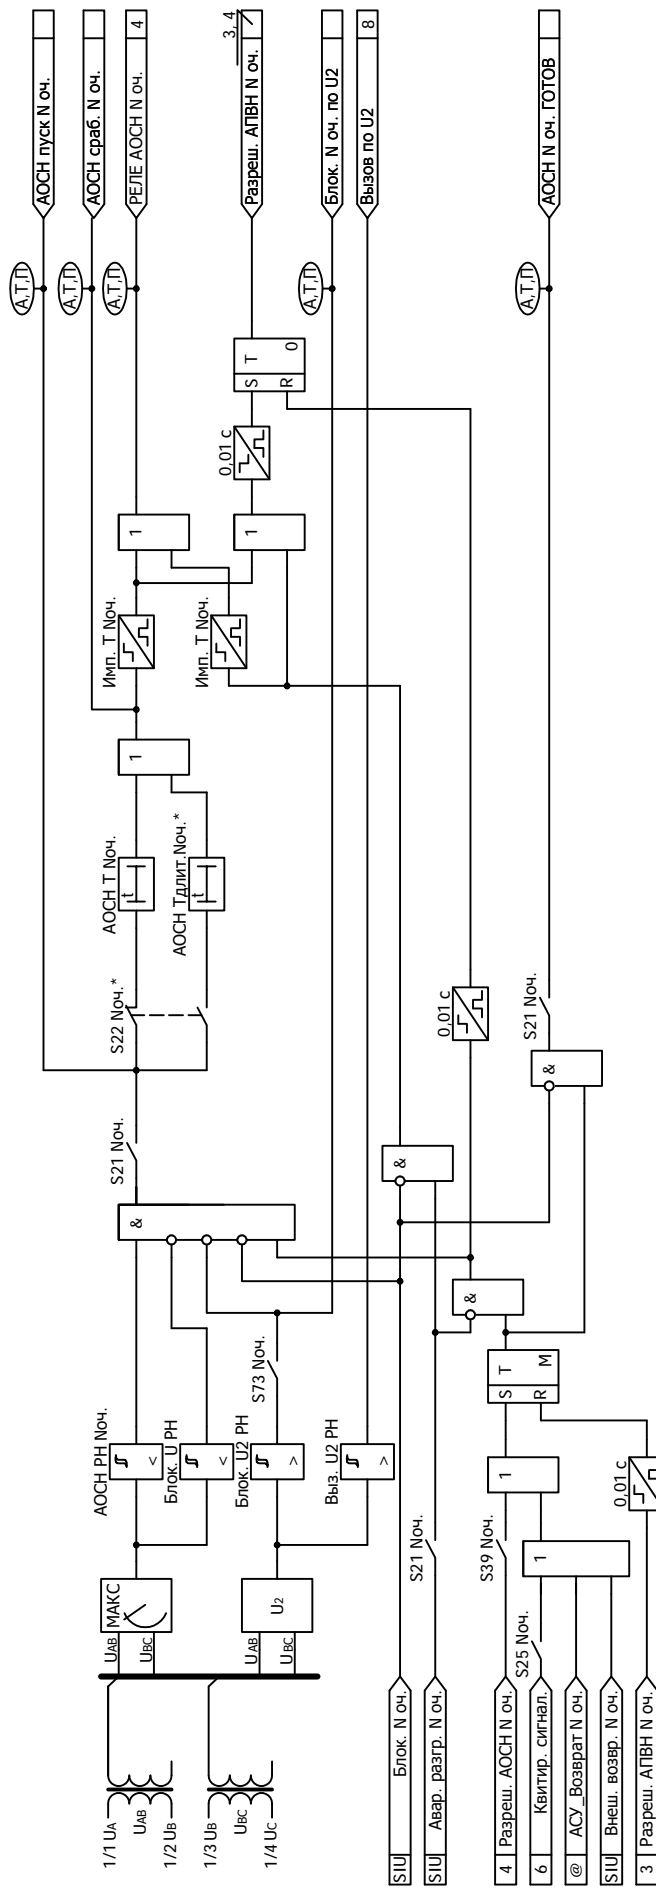 1/1 UA
UAB
1/2 UB
1/3 UB
UBC
1/4 UC
UAB
UBC
МАКС
UAB
UBC
U2
АОСН РН Nоч.
<
Блок. U РН
<
Блок. U2 РН
>
Выз. U2 РН
>
S73 Nоч.
&
S21 Nоч.
S22 Nоч.*
АОСН Т Nоч.
t
АОСН Тдлит.Nоч.*
t
1
Имп. Т Nоч.
Имп. Т Nоч.
1
1
0,01 с
S
T
R
0
А,Т,П
А,Т,П
А,Т,П
А,Т,П
А,Т,П
АОСН пуск N оч.
АОСН сраб. N оч.
РЕЛЕ АОСН N оч.
4
Разреш. АПВН N оч.
3, 4
Блок. N оч. по U2
Вызов по U2
8
АОСН N оч. ГОТОВ
SIU
Блок. N оч.
SIU
Авар. разгр. N оч.
S21 Nоч.
&
4
Разреш. АОСН N оч.
S39 Nоч.
6
Квитир. сигнал.
S25 Nоч.
@
АСУ_Возврат N оч.
SIU
Внеш. возвр. N оч.
3
Разреш. АПВН N оч.
1
1
0,01 с
S
T
R
M
&
0,01 с
&
S21 Nоч.